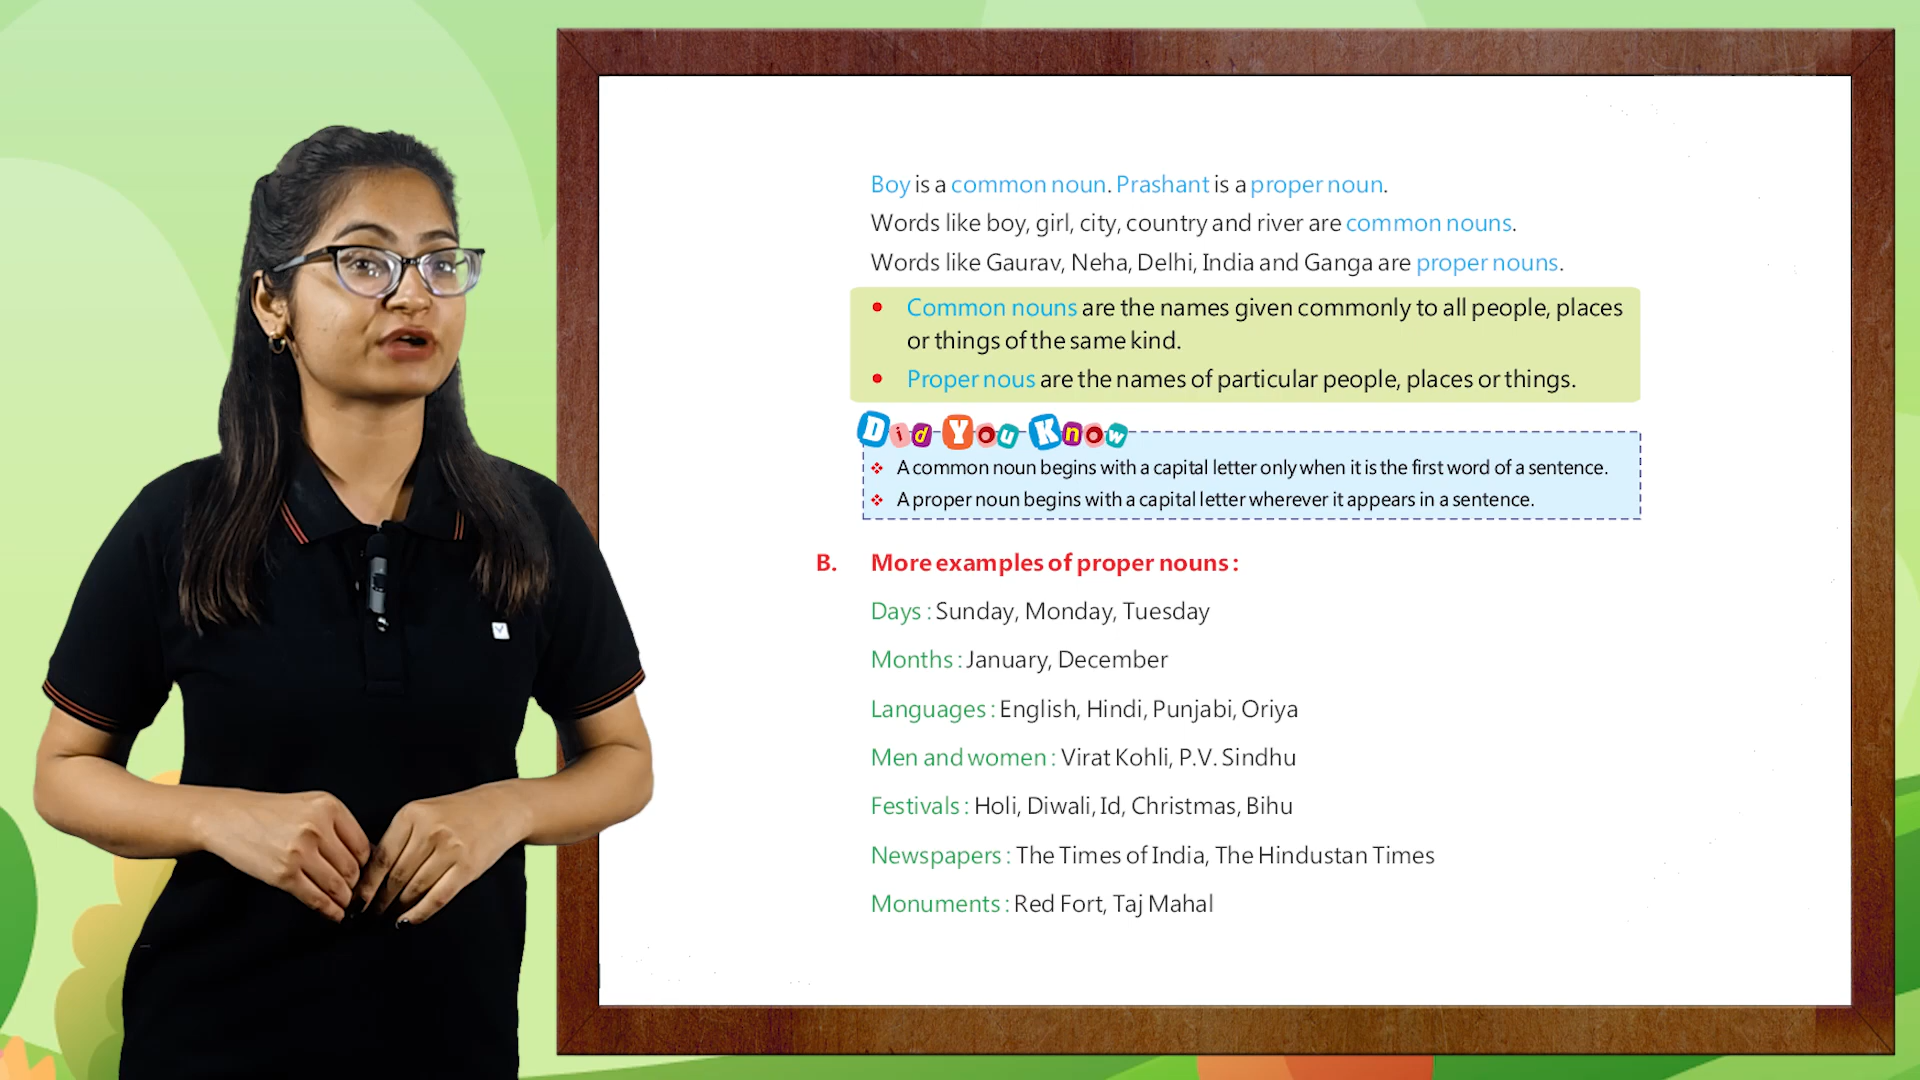 Boy is a common noun. Prashant is a proper noun.
Words like boy, girl, city, country and river are common nouns.
Words like Gaurav, Neha, Delhi, India and Ganga are proper nouns.
• Common nouns are the names given commonly to all people, places
or things of the same kind.
• Proper nous are the names of particular people, places or things.
Did You Know
❖ A common noun begins with a capital letter only when it is the first word of a sentence.
❖ A proper noun begins with a capital letter wherever it appears in a sentence.
B. More examples of proper nouns :
Days : Sunday, Monday, Tuesday
Months : January, December
Languages : English, Hindi, Punjabi, Oriya
Men and women : Virat Kohli, P.V. Sindhu
Festivals : Holi, Diwali, Id, Christmas, Bihu
Newspapers : The Times of India, The Hindustan Times
Monuments : Red Fort, Taj Mahal